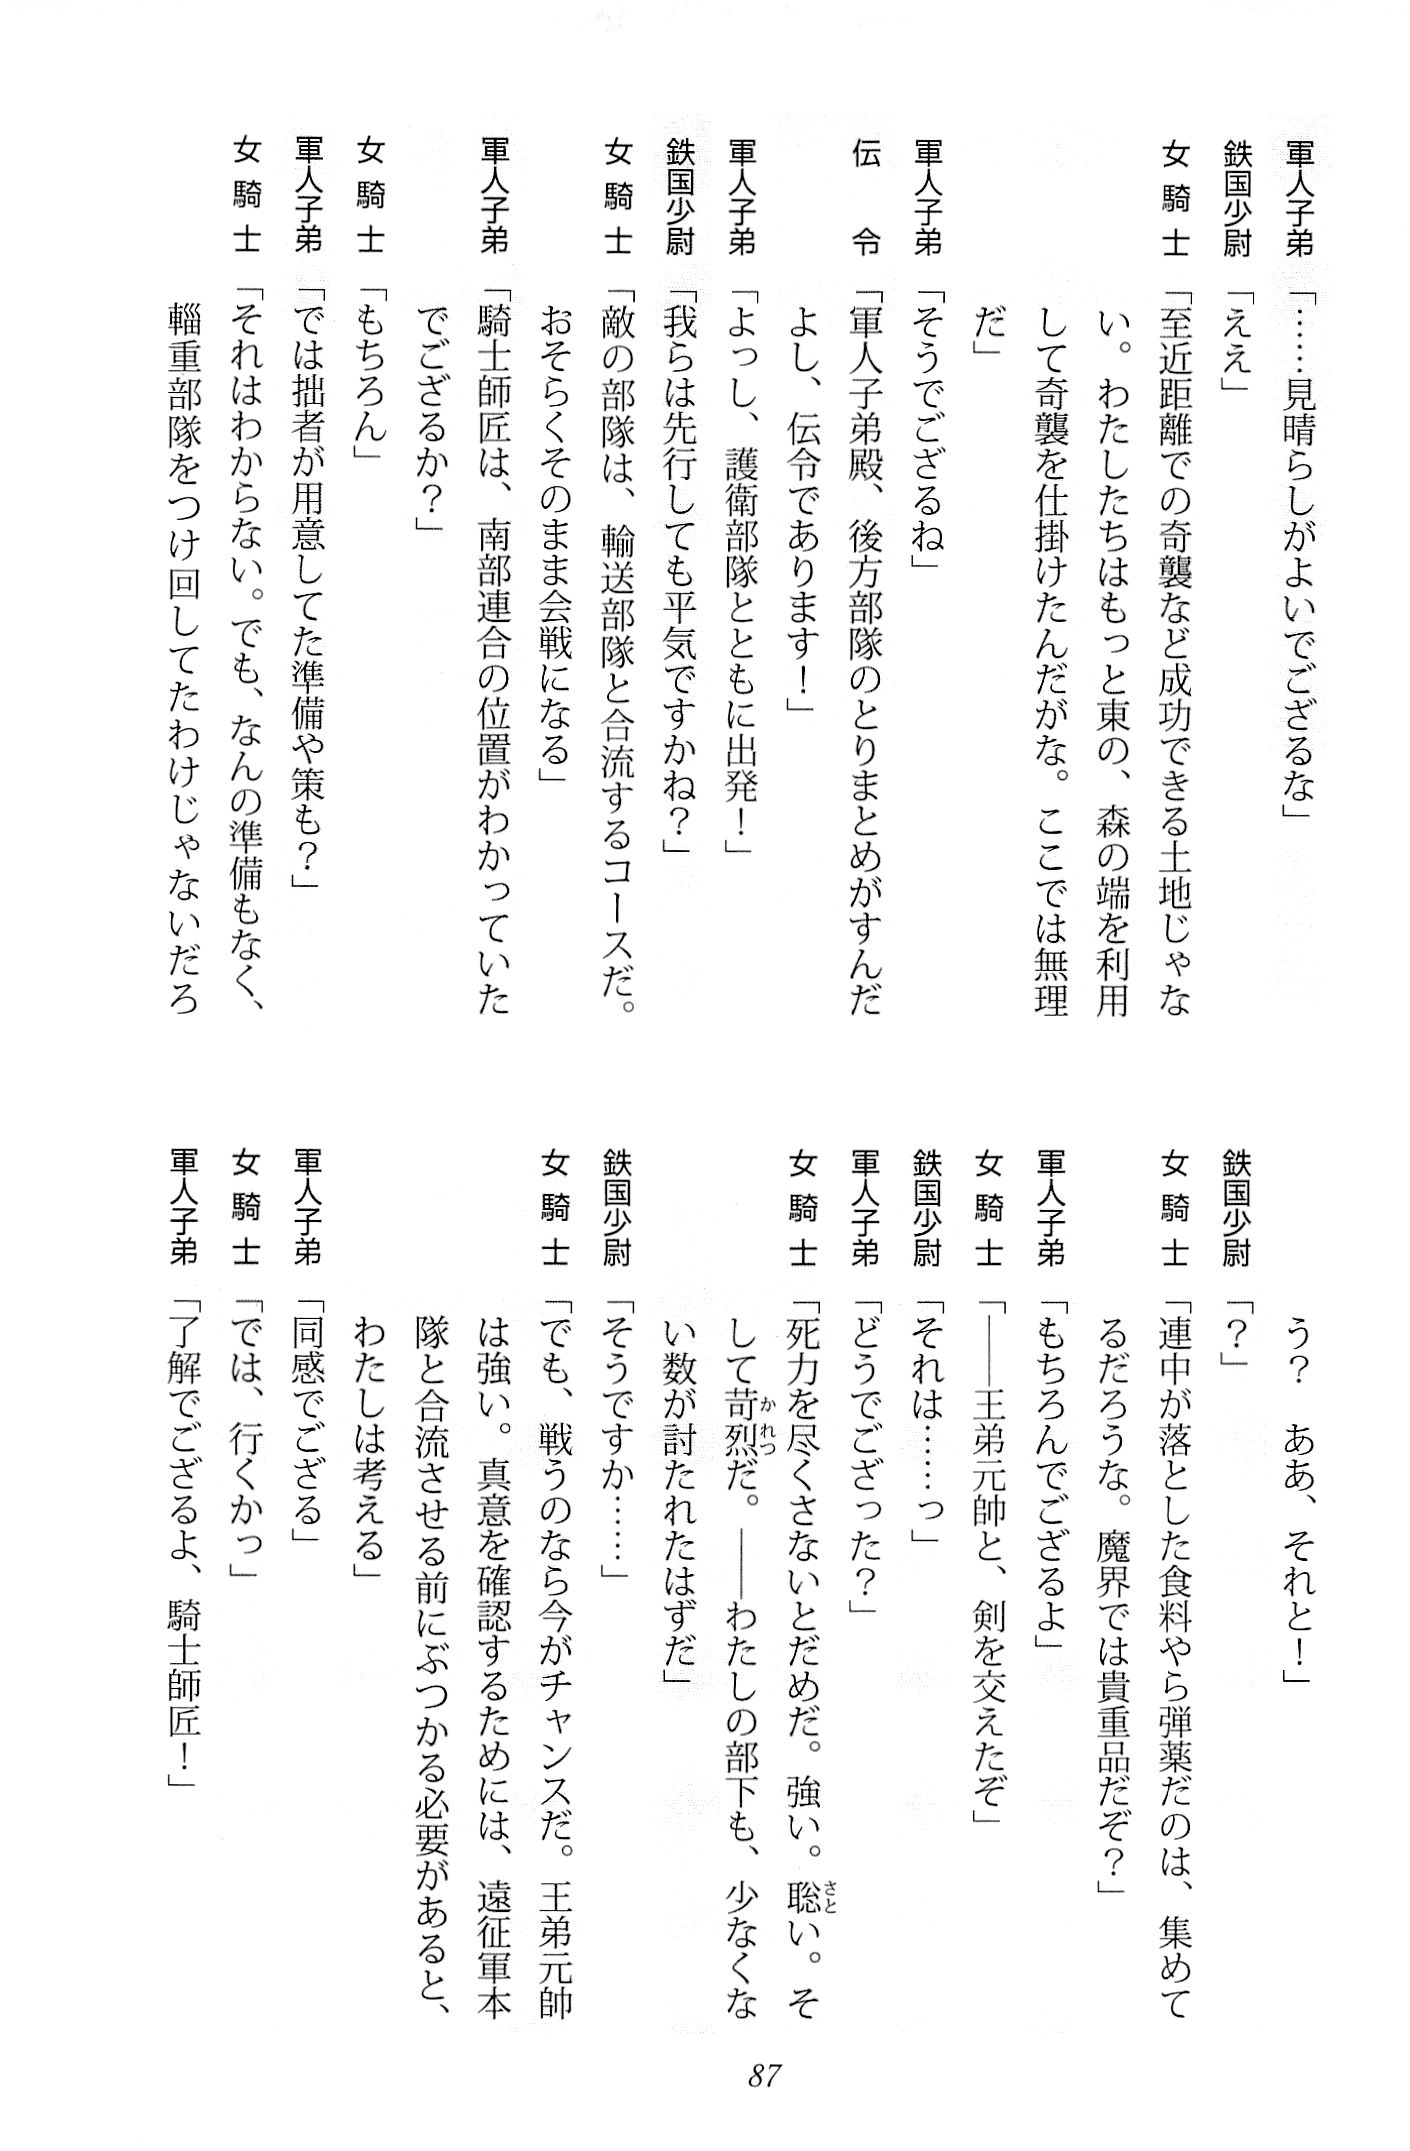 軍人子弟「……見晴らしがよいでござるな」
鉄国少尉「ええ」
女騎士「至近距離での奇襲など成功できる土地じゃな
い。わたしたちはもっと東の、森の端を利用
して奇襲を仕掛けたんだがな。ここでは無理
だ」
軍人子弟「そうでござるね」
伝令「軍人子弟殿、後方部隊のとりまとめがすんだ
よし、伝令であります！」
軍人子弟「よっし、護衛部隊とともに出発！」
鉄国少尉「我らは先行しても平気ですかね？」
女騎士「敵の部隊は、輸送部隊と合流するコースだ。
おそらくそのまま会戦になる」
軍人子弟「騎士師匠は、南部連合の位置がわかっていた
でござるか？」
女騎士「もちろん」
軍人子弟「では拙者が用意してた準備や策も？」
女騎士「それはわからない。でも、なんの準備もなく、
輜重部隊をつけ回してたわけじゃないだろ
う？　ああ、それと！」
鉄国少尉「？」
女騎士「連中が落とした食料やら弾薬だのは、集めて
るだろうな。魔界では貴重品だぞ？」
軍人子弟「もちろんでござるよ」
女騎士「――王弟元帥と、剣を交えたぞ」
鉄国少尉「それは……っ」
軍人子弟「どうでござった？」
女騎士「死力を尽くさないとだめだ。強い。聡い。そ
して苛烈だ。――わたしの部下も、少なくな
い数が討たれたはずだ」
鉄国少尉「そうですか……」
女騎士「でも、戦うのなら今がチャンスだ。王弟元帥
は強い。真意を確認するためには、遠征軍本
隊と合流させる前にぶつかる必要があると、
わたしは考える」
軍人子弟「同感でござる」
女騎士「では、行くかっ」
軍人子弟「了解でござるよ、騎士師匠！」
87